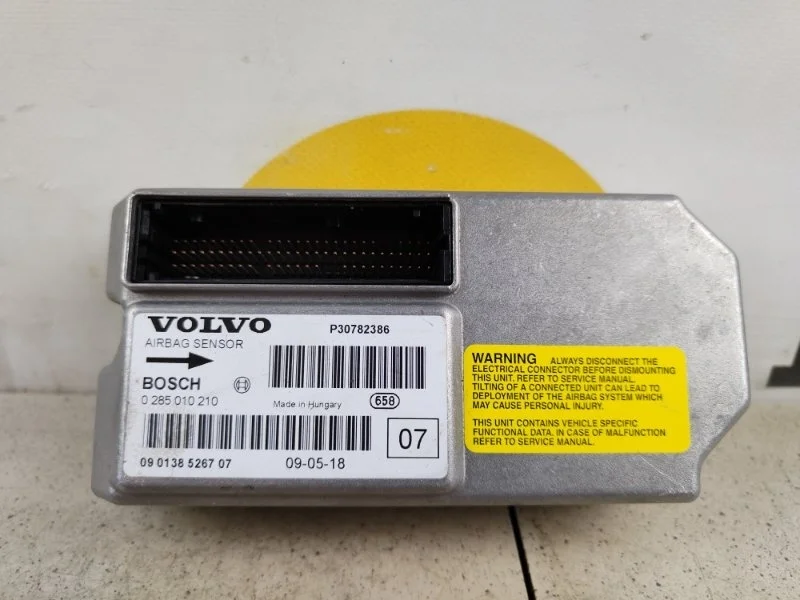 VOLVO P30782386
AIRBAG SENSOR
BOSCH
0 285 010 210 Made in Hungary 658
07
09 0138 5267 07 09-05-18
WARNING ALWAYS DISCONNECT THE
ELECTRICAL CONNECTOR BEFORE DISMOUNTING
THIS UNIT. REFER TO SERVICE MANUAL.
TILTING OF A CONNECTED UNIT CAN LEAD TO
DEPLOYMENT OF THE AIRBAG SYSTEM WHICH
MAY CAUSE PERSONAL INJURY.
THIS UNIT CONTAINS VEHICLE SPECIFIC
FUNCTIONAL DATA. IN CASE OF MALFUNCTION
REFER TO SERVICE MANUAL.